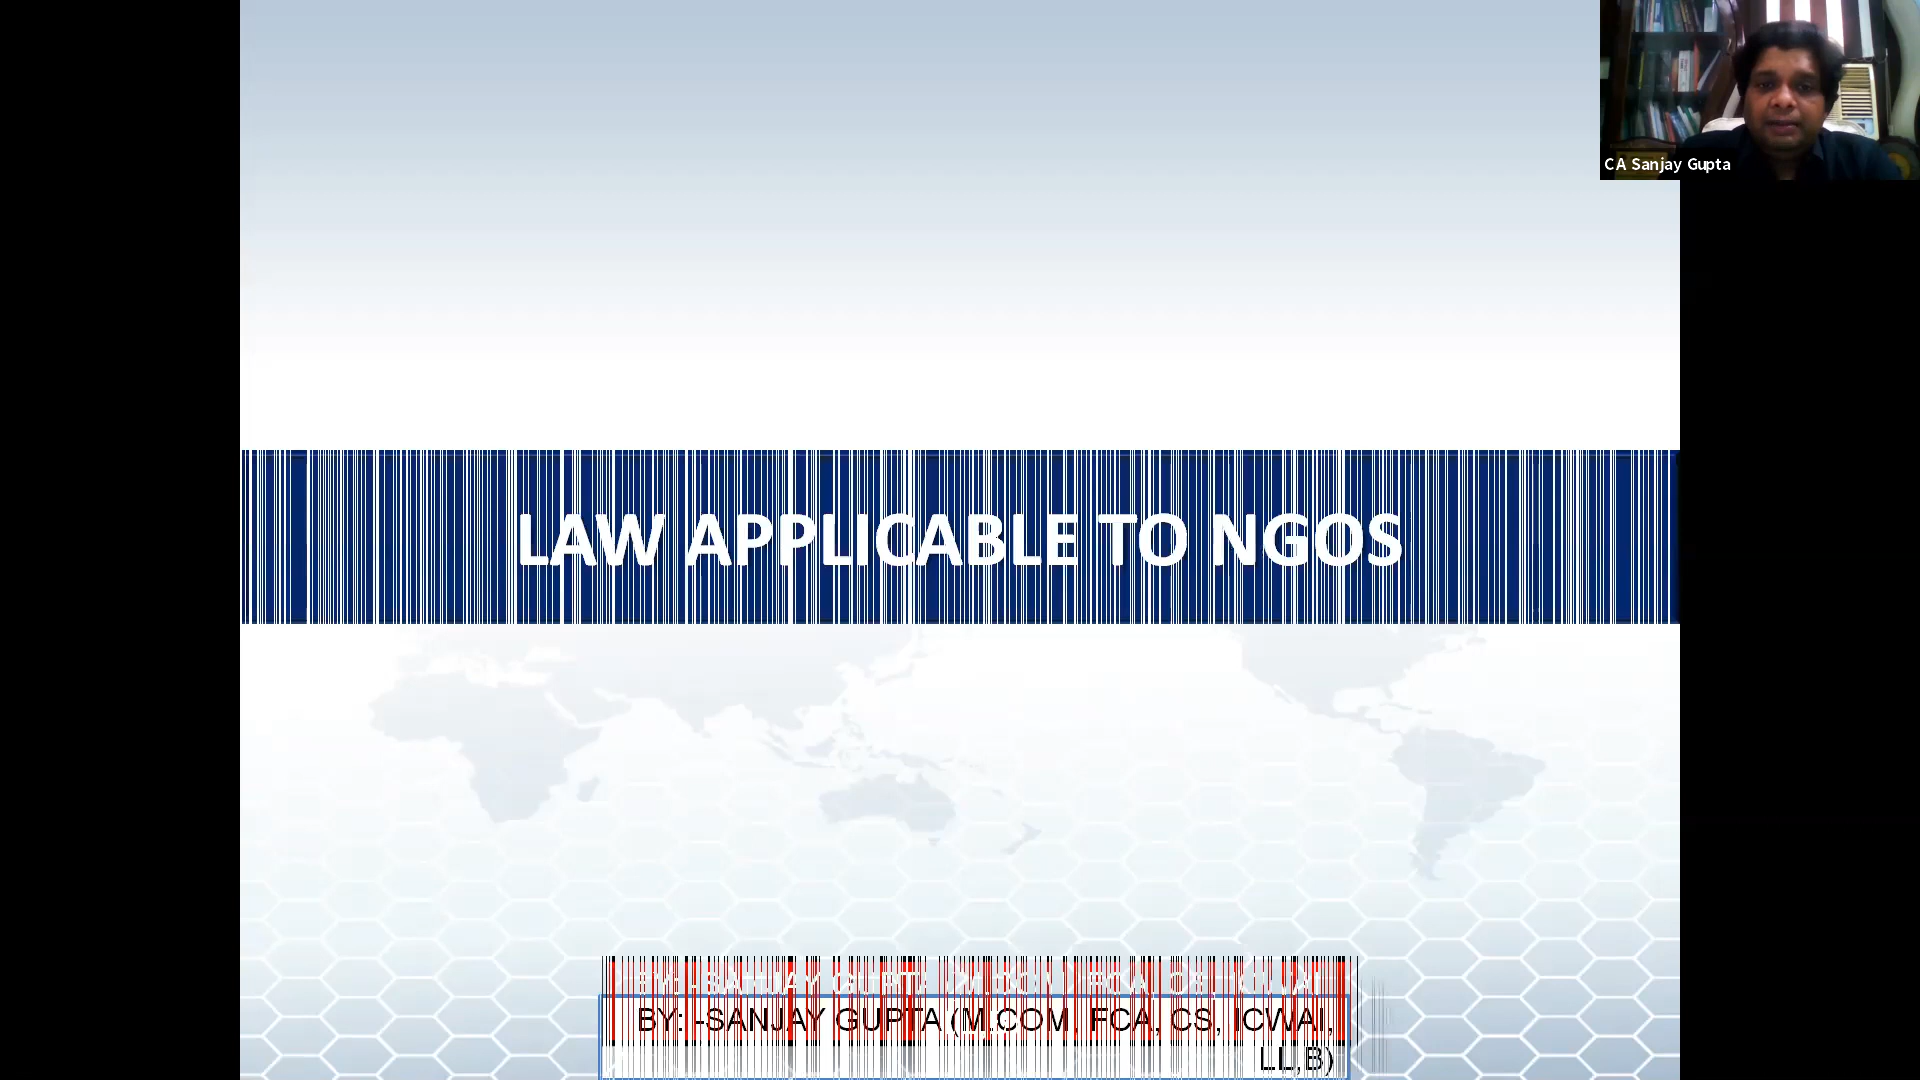 CA Sanjay Gupta
LAW APPLICABLE TO NGOS
BY: -SANJAY GUPTA (M.COM, FCA, CS, ICWAI,
LL,B)